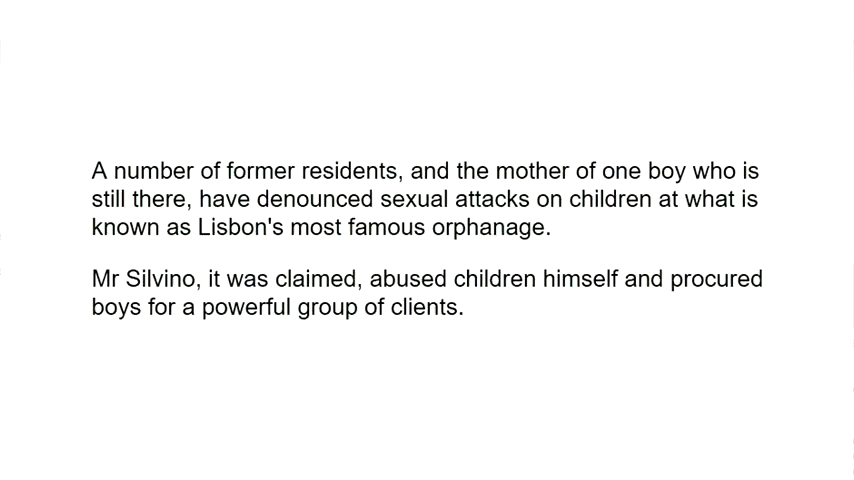 A number of former residents, and the mother of one boy who is
still there, have denounced sexual attacks on children at what is
known as Lisbon's most famous orphanage.
Mr Silvino, it was claimed, abused children himself and procured
boys for a powerful group of clients.